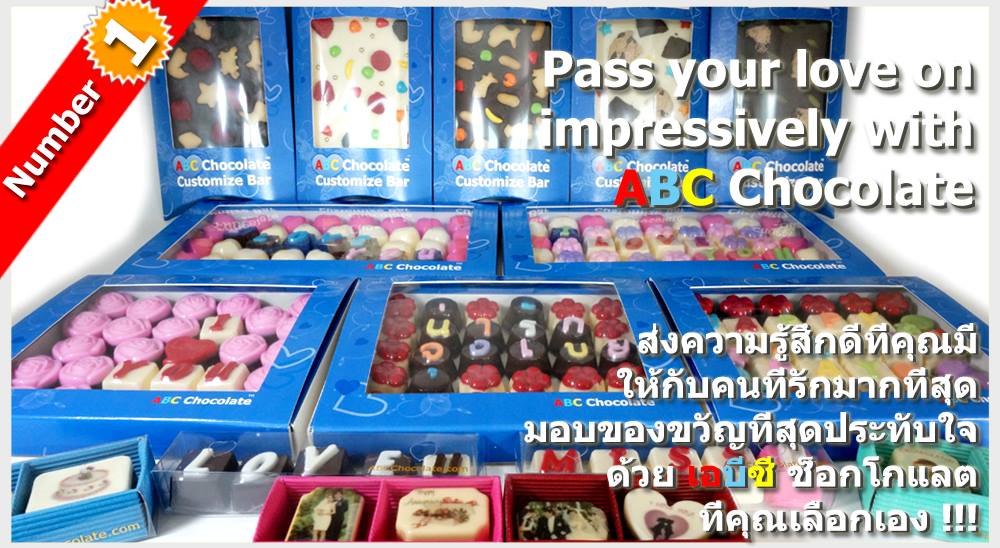 Number 1
Pass your love on
impressively with
ABC Chocolate
ABC Chocolate™
Customize Bar
ABC Chocolate™
Customize Bar
ABC Chocolate™
Customize Bar
ABC Chocolate
ABC Chocolate
ABC Chocolate
ABC Chocolate
I
YOU
ABC Chocolate™
ABC Chocolate
ส่งความรู้สึกดีที่คุณมี
ให้กับคนที่รักมากที่สุด
มอบของขวัญที่สุดประทับใจ
ด้วย เอบีซี ช็อกโกแลต
ที่คุณเลือกเอง !!!